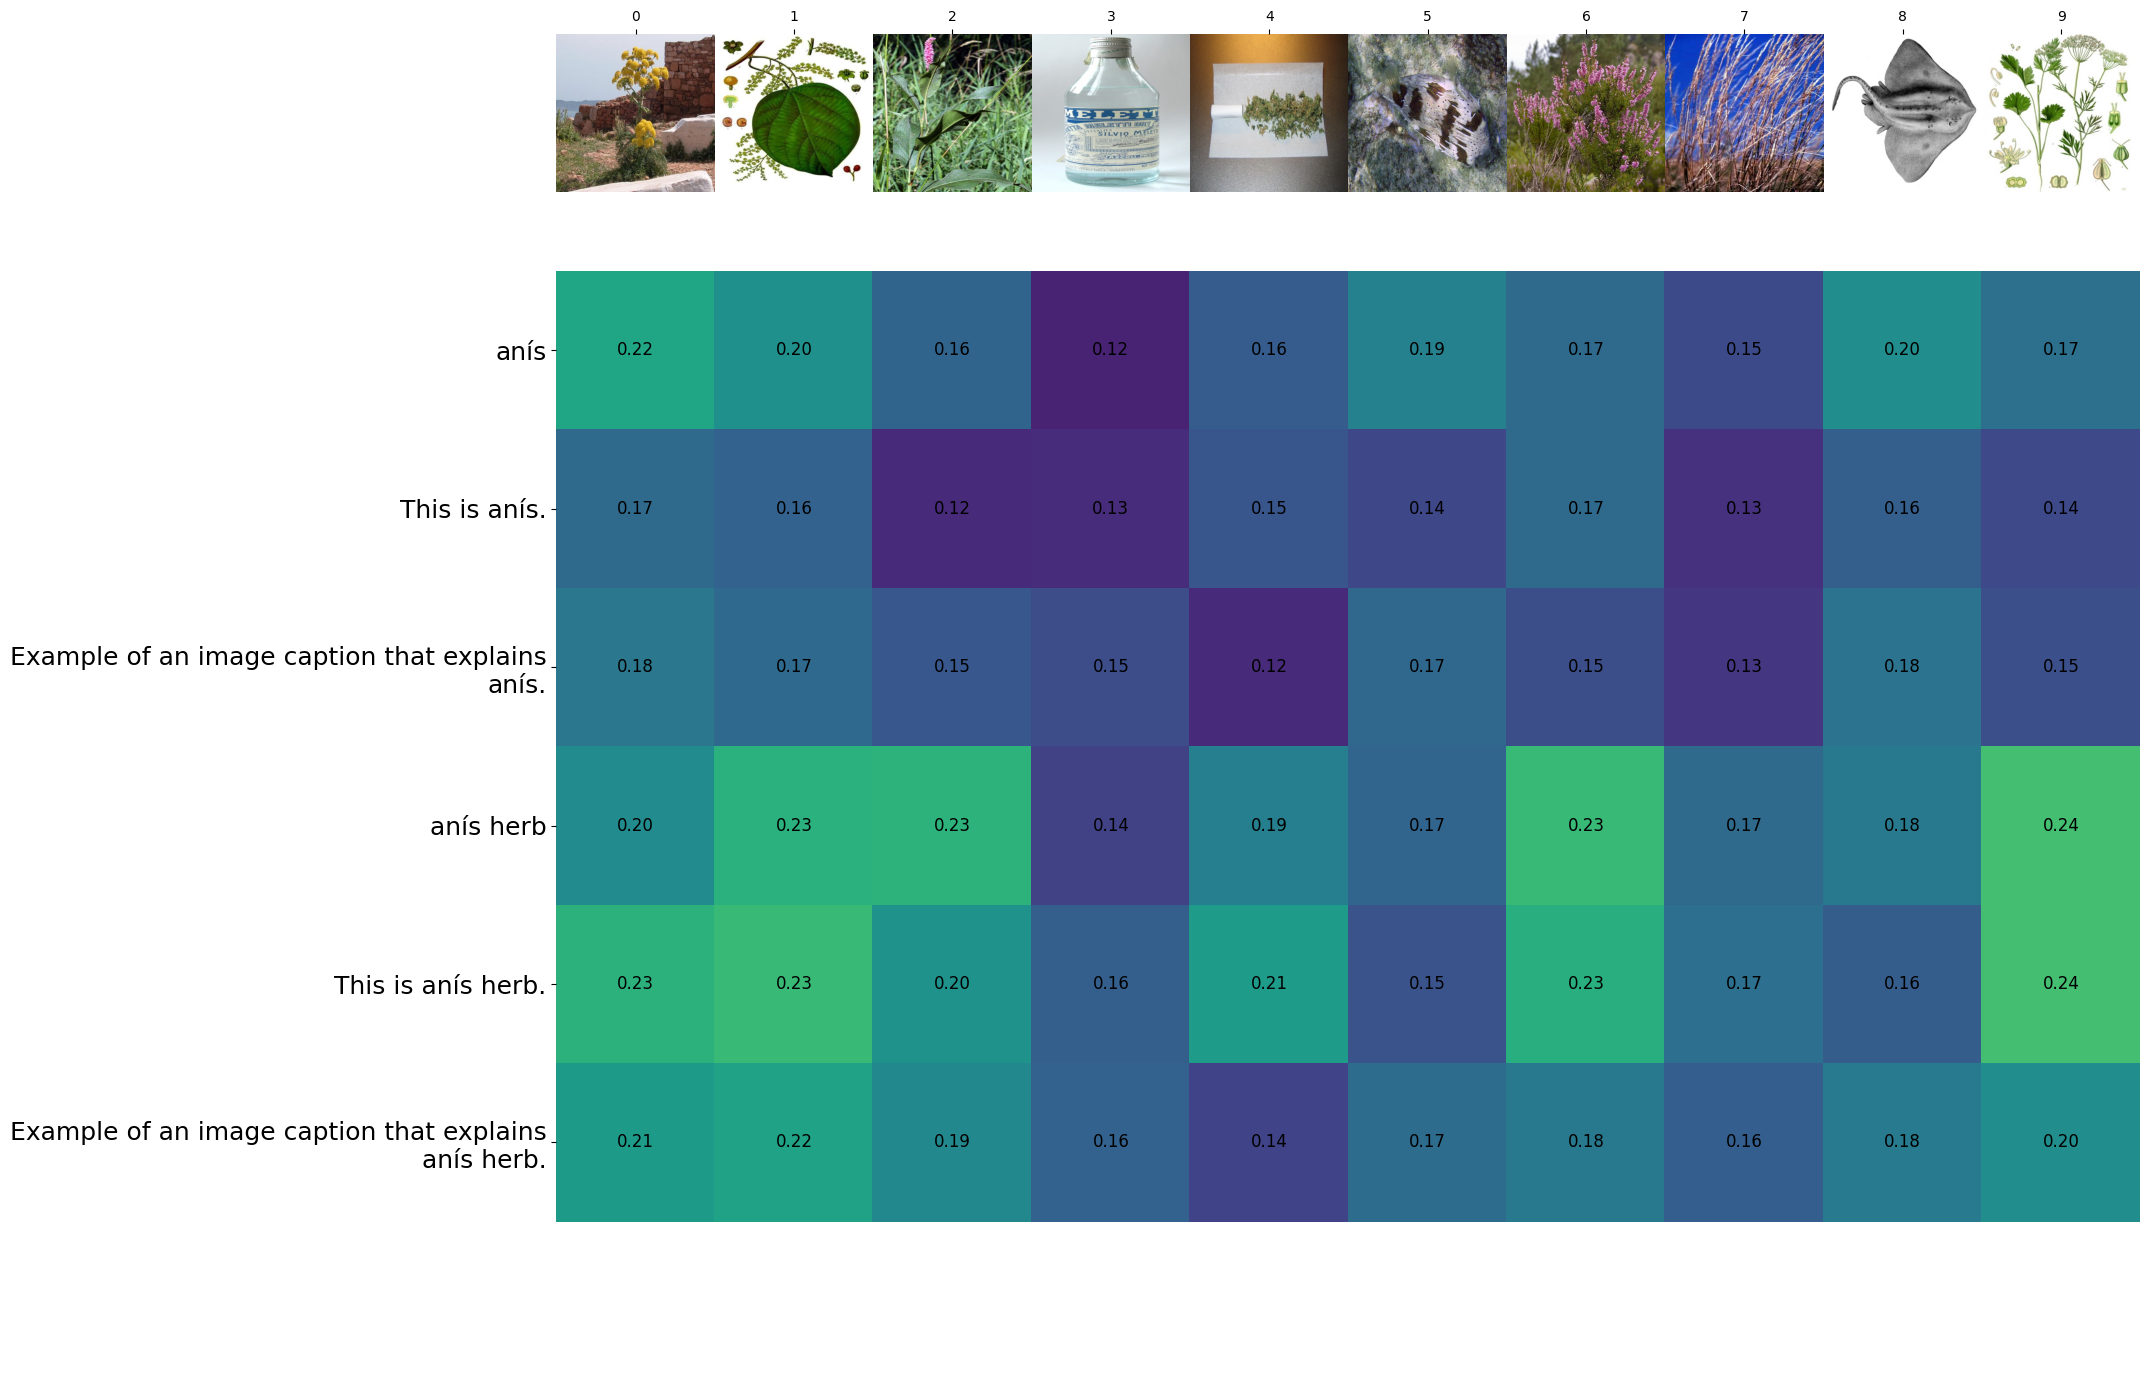 0 1 2 3 4 5 6 7 8 9
MELETTI
SILVIO MELETTI
anís 0.22 0.20 0.16 0.12 0.16 0.19 0.17 0.15 0.20 0.17
This is anís. 0.17 0.16 0.12 0.13 0.15 0.14 0.17 0.13 0.16 0.14
Example of an image caption that explains
anís. 0.18 0.17 0.15 0.15 0.12 0.17 0.15 0.13 0.18 0.15
anís herb 0.20 0.23 0.23 0.14 0.19 0.17 0.23 0.17 0.18 0.24
This is anís herb. 0.23 0.23 0.20 0.16 0.21 0.15 0.23 0.17 0.16 0.24
Example of an image caption that explains
anís herb. 0.21 0.22 0.19 0.16 0.14 0.17 0.18 0.16 0.18 0.20